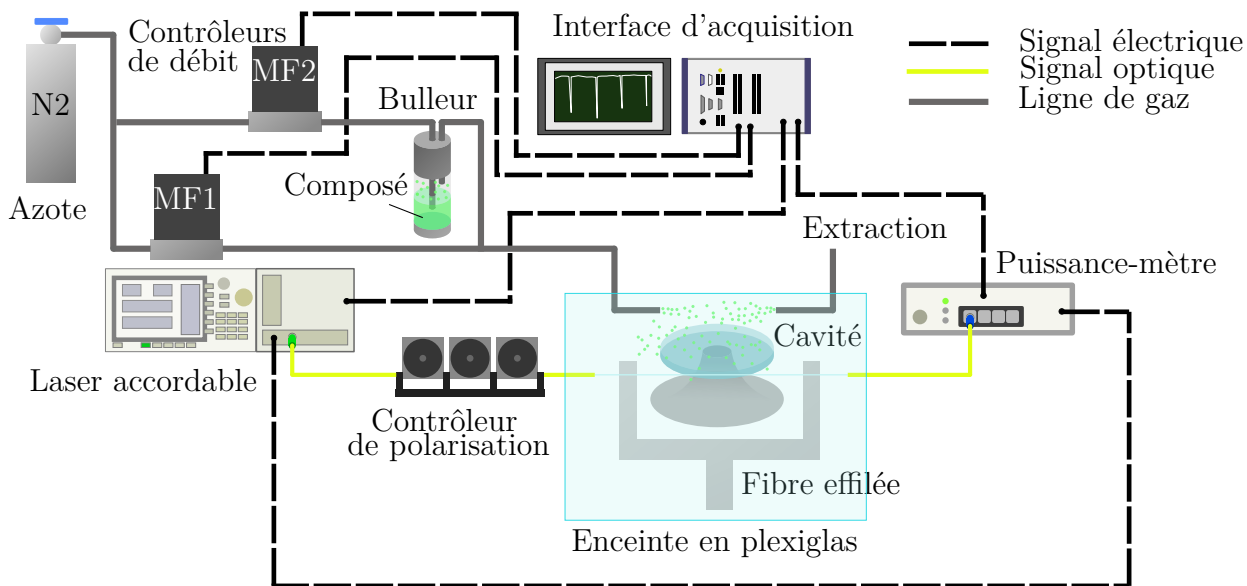 Contrôleurs
de débit
Interface d'acquisition
Signal électrique
Signal optique
Ligne de gaz
MF2
N2
Bulleur
MF1
Composé
Azote
Extraction
Puissance-mètre
Cavité
Laser accordable
Contrôleur
de polarisation
Fibre effilée
Enceinte en plexiglas